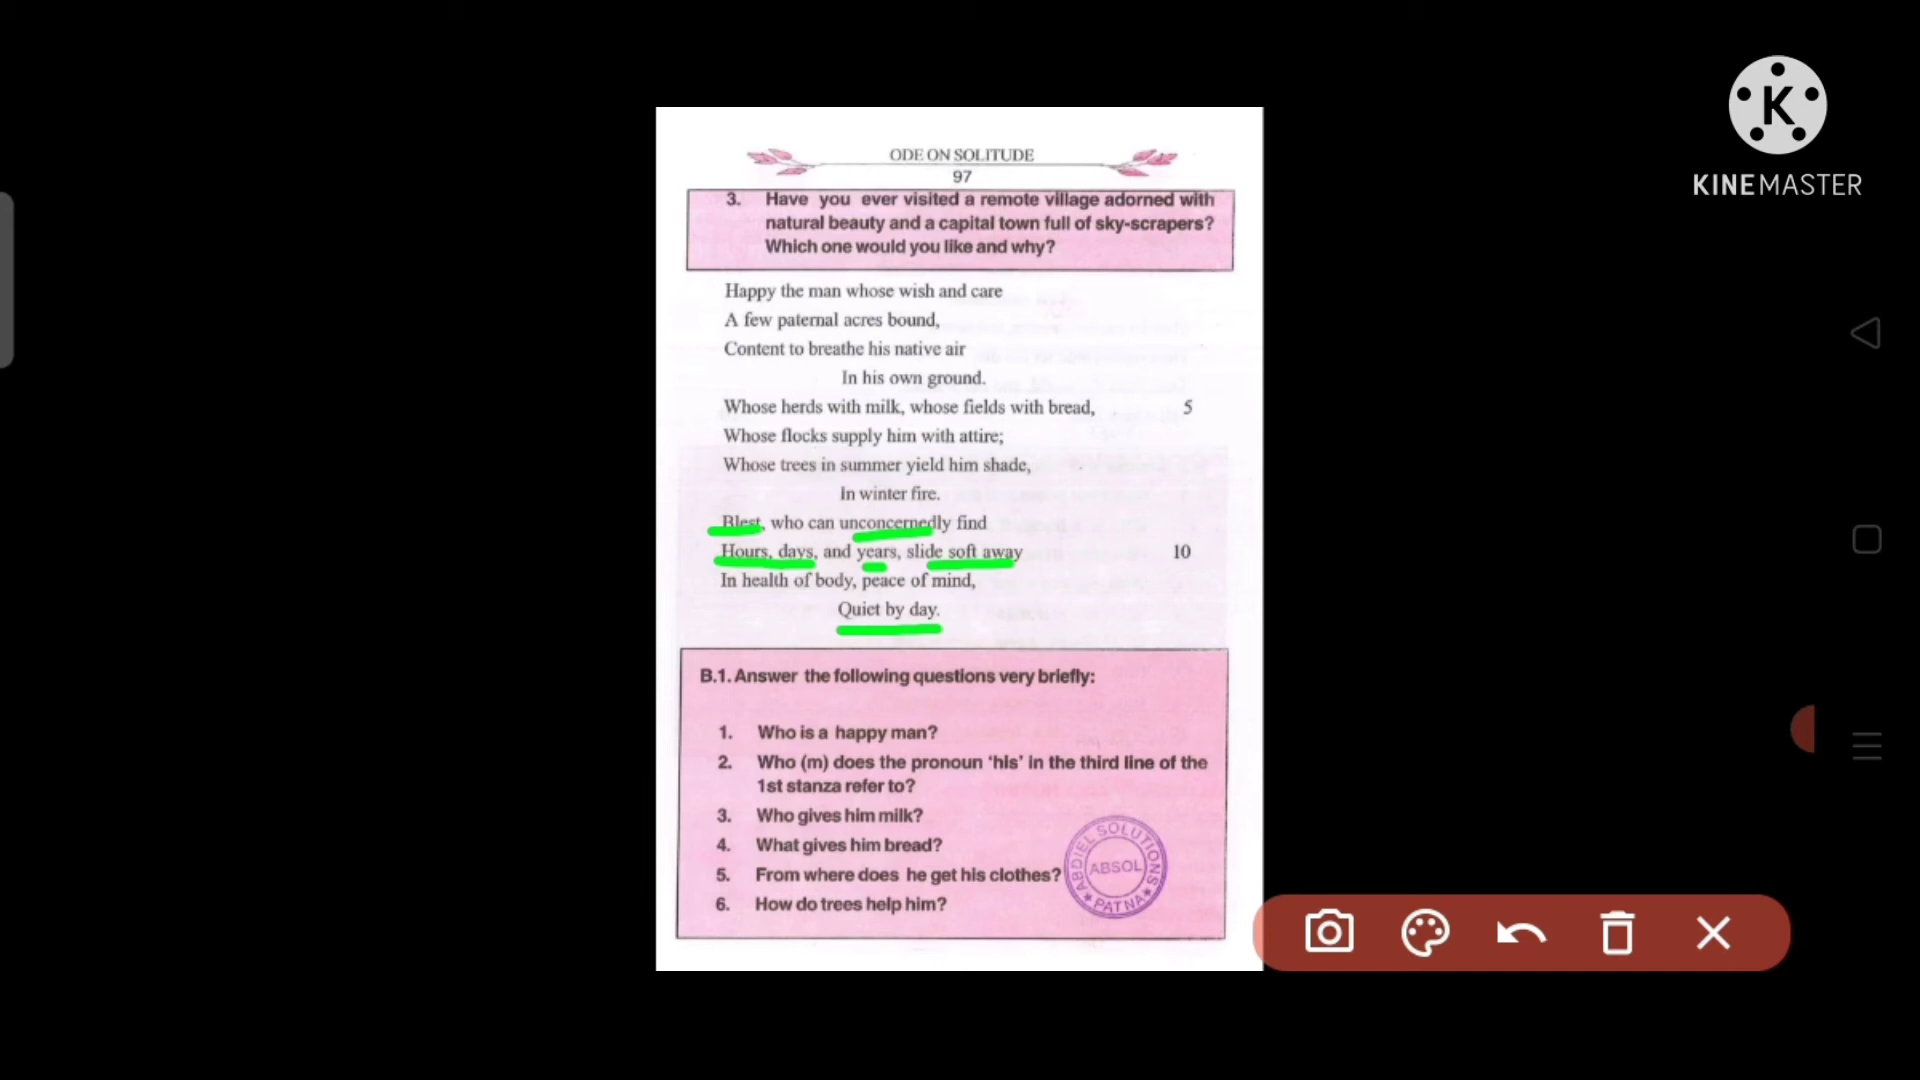 KINEMASTER
ODE ON SOLITUDE
97
3. Have you ever visited a remote village adorned with
natural beauty and a capital town full of sky-scrapers?
Which one would you like and why?
Happy the man whose wish and care
A few paternal acres bound,
Content to breathe his native air
In his own ground.
Whose herds with milk, whose fields with bread, 5
Whose flocks supply him with attire;
Whose trees in summer yield him shade,
In winter fire.
Blest, who can unconcernedly find
Hours, days, and years, slide soft away 10
In health of body, peace of mind,
Quiet by day.
B.1. Answer the following questions very briefly:
1. Who is a happy man?
2. Who (m) does the pronoun ‘his’ in the third line of the
1st stanza refer to?
3. Who gives him milk?
4. What gives him bread?
5. From where does he get his clothes?
6. How do trees help him?
ABDIEL SOLUTIONS
ABSOL
★ PATNA ★